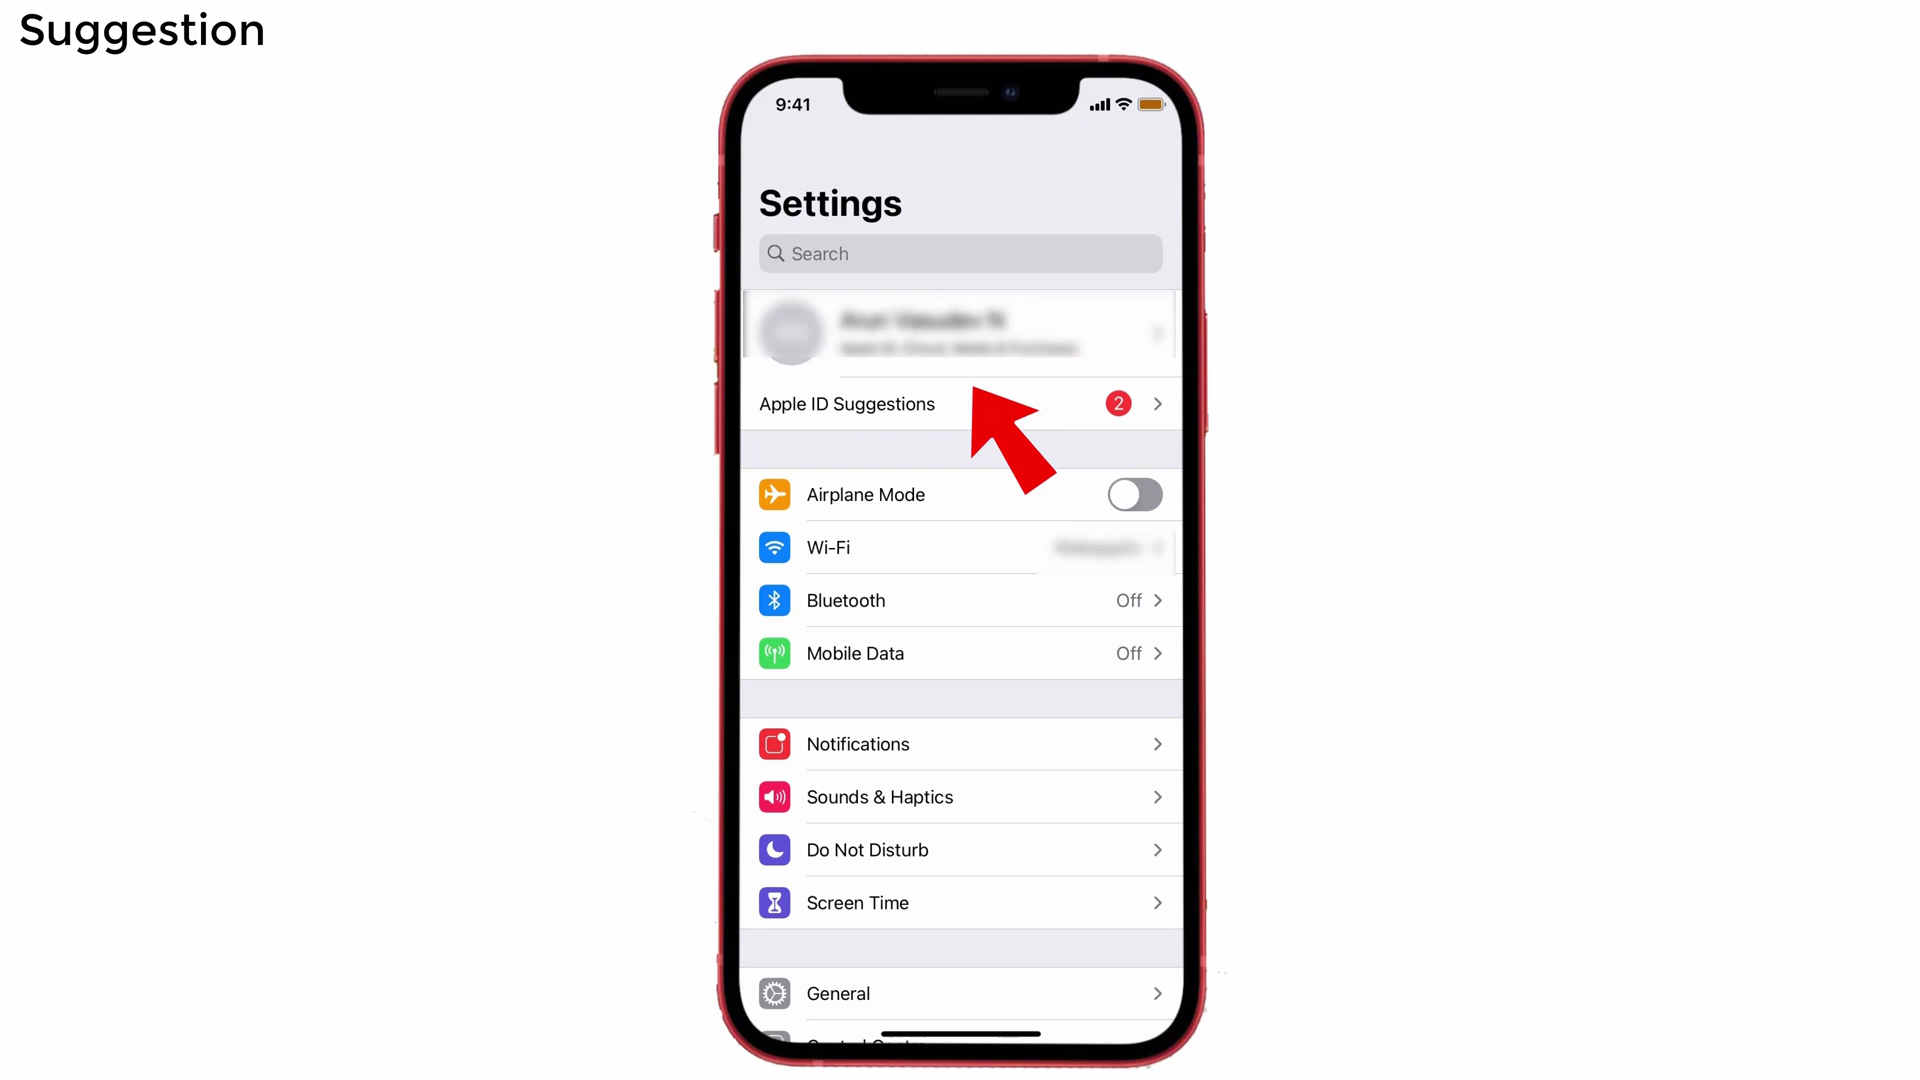 Suggestion
9:41
Settings
Search
Apple ID Suggestions 2
Airplane Mode
Wi-Fi
Bluetooth Off
Mobile Data Off
Notifications
Sounds & Haptics
Do Not Disturb
Screen Time
General